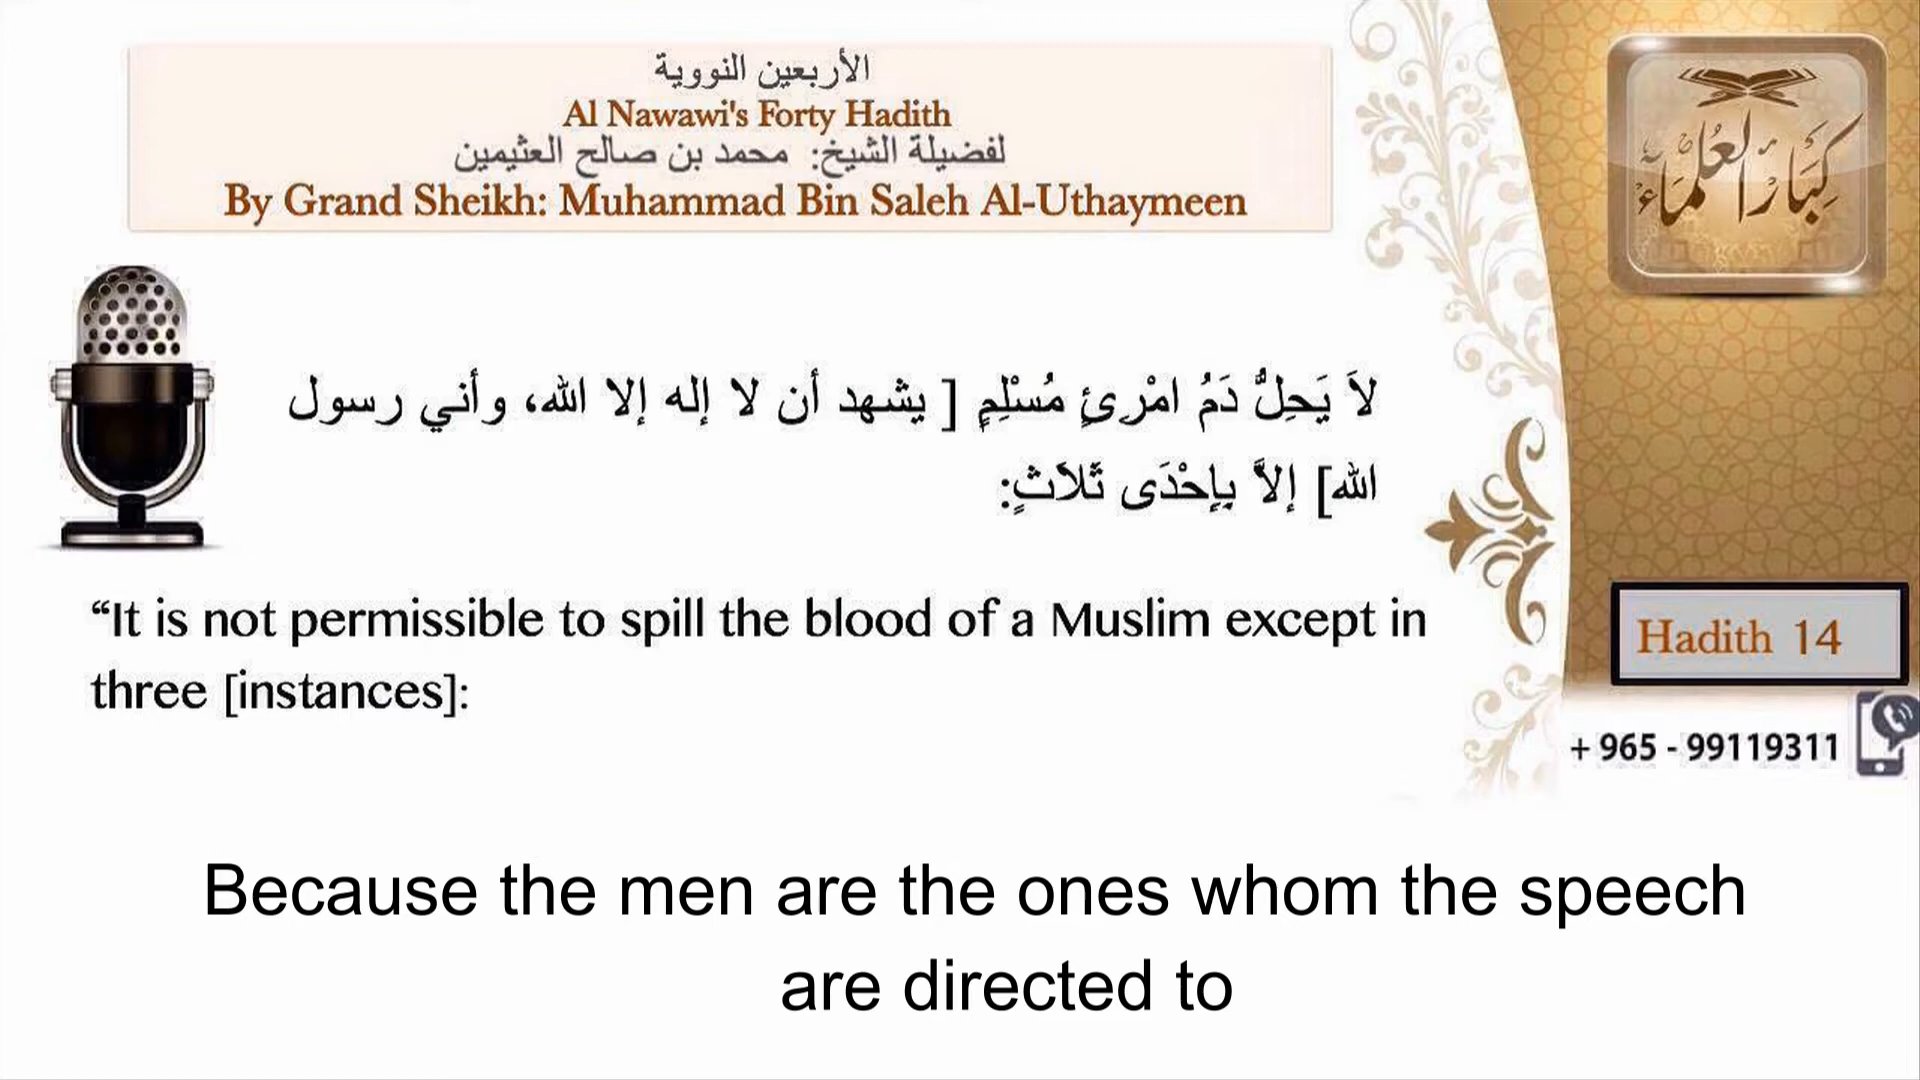 الأربعين النووية
Al Nawawi's Forty Hadith
لفضيلة الشيخ: محمد بن صالح العثيمين
By Grand Sheikh: Muhammad Bin Saleh Al-Uthaymeen
كِبَارُ العُلَمَاء
لاَ يَحِلُّ دَمُ امْرِئٍ مُسْلِمٍ [ يشهد أن لا إله إلا الله، وأني رسول
الله] إلاَّ بِإِحْدَى ثَلاَثٍ:
“It is not permissible to spill the blood of a Muslim except in
three [instances]:
Hadith 14
+ 965 - 99119311
Because the men are the ones whom the speech
are directed to